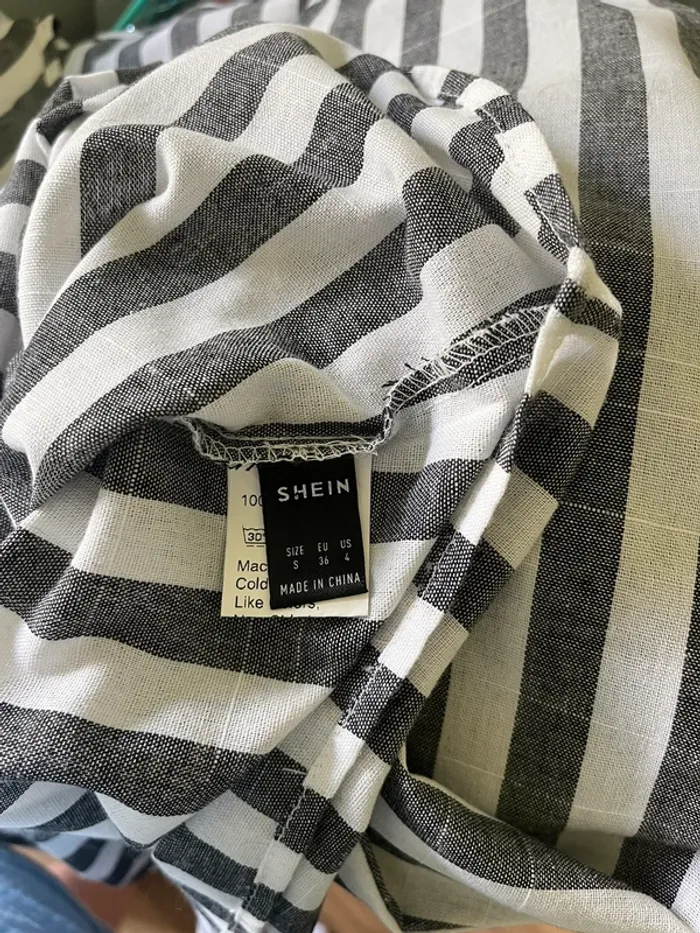 SHEIN
SIZE EU US
S 36 4
MADE IN CHINA
100
30°
Mac
Cold
Like